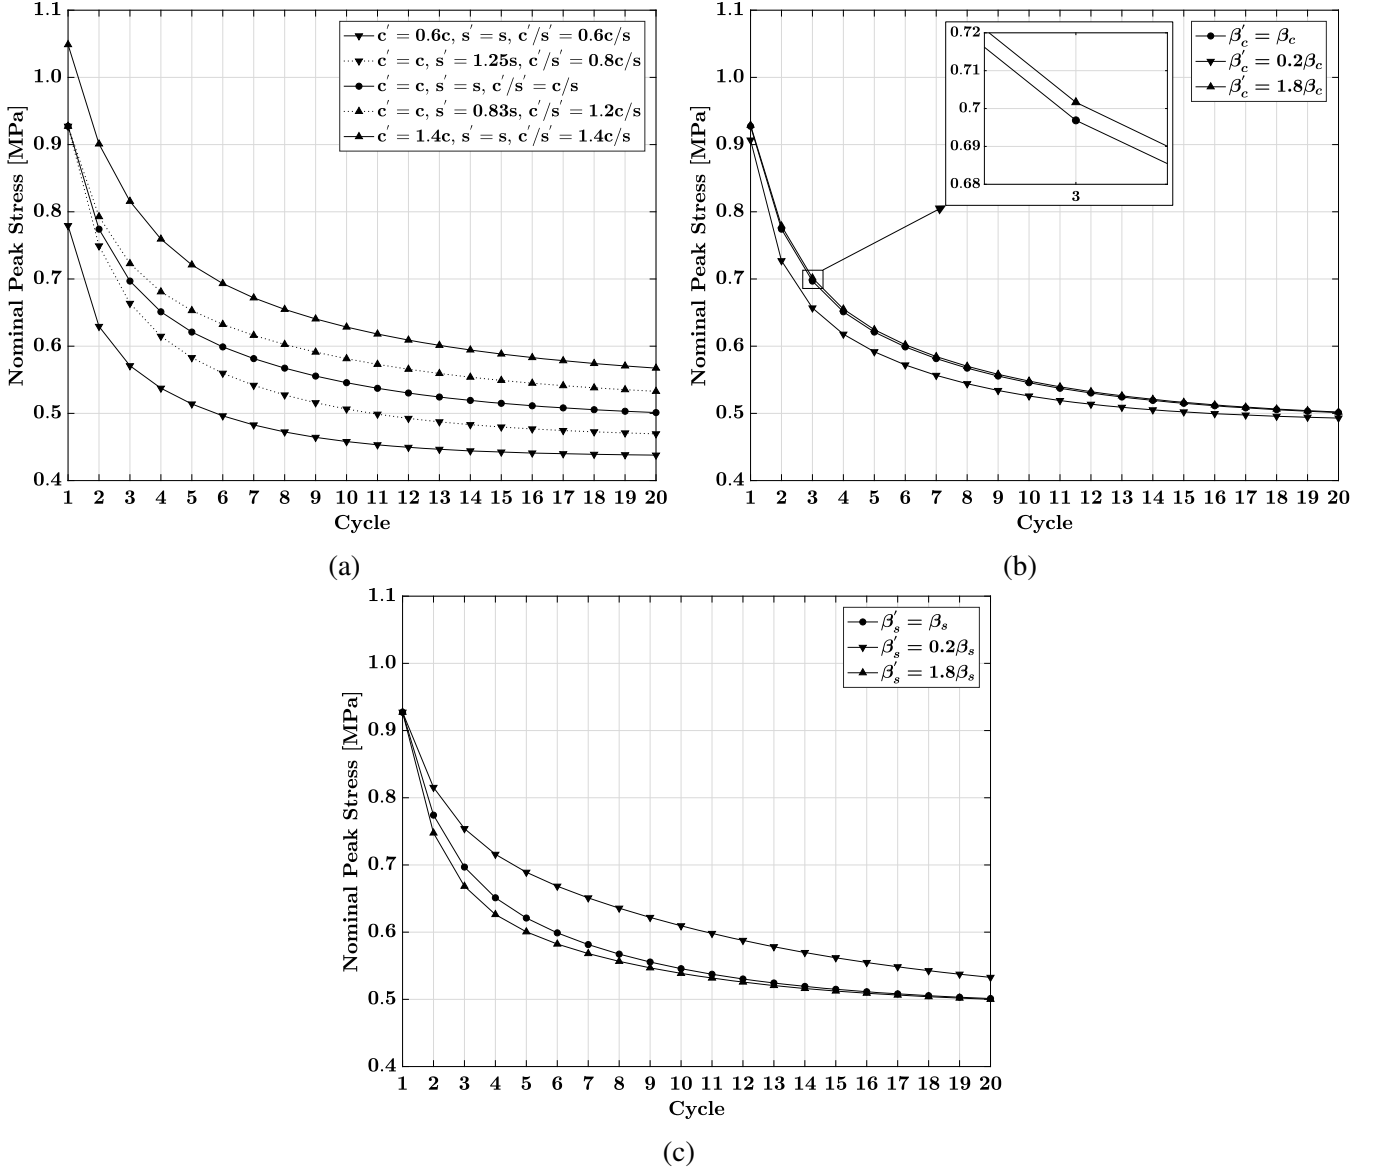 1.1
1.0
0.9
0.8
0.7
0.6
0.5
0.4
Nominal Peak Stress [MPa]
c′ = 0.6c, s′ = s, c′/s′ = 0.6c/s
c′ = c, s′ = 1.25s, c′/s′ = 0.8c/s
c′ = c, s′ = s, c′/s′ = c/s
c′ = c, s′ = 0.83s, c′/s′ = 1.2c/s
c′ = 1.4c, s′ = s, c′/s′ = 1.4c/s
1 2 3 4 5 6 7 8 9 10 11 12 13 14 15 16 17 18 19 20
Cycle
(a)
1.1
1.0
0.9
0.8
0.7
0.6
0.5
0.4
Nominal Peak Stress [MPa]
0.72
0.71
0.7
0.69
0.68
3
β′c = βc
β′c = 0.2βc
β′c = 1.8βc
1 2 3 4 5 6 7 8 9 10 11 12 13 14 15 16 17 18 19 20
Cycle
(b)
1.1
1.0
0.9
0.8
0.7
0.6
0.5
0.4
Nominal Peak Stress [MPa]
β′s = βs
β′s = 0.2βs
β′s = 1.8βs
1 2 3 4 5 6 7 8 9 10 11 12 13 14 15 16 17 18 19 20
Cycle
(c)